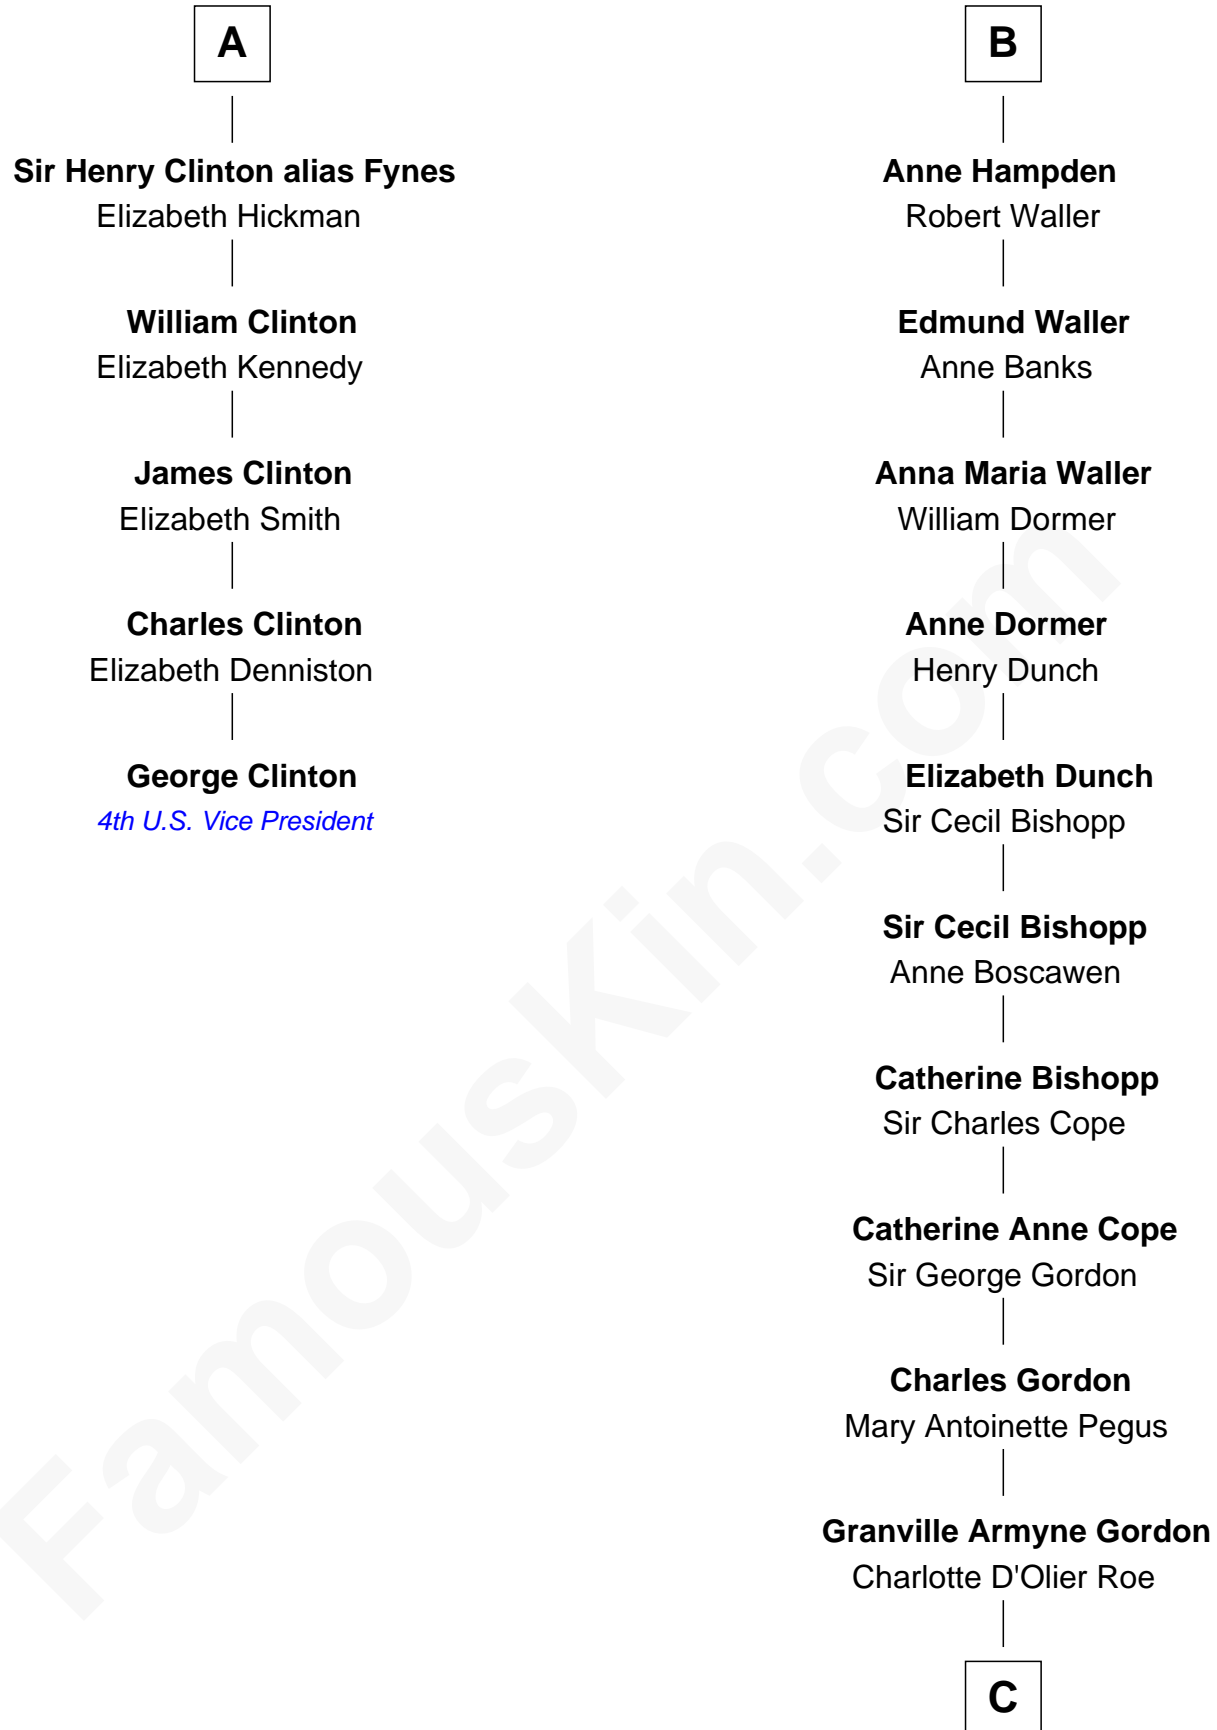 A
Sir Henry Clinton alias Fynes
Elizabeth Hickman
William Clinton
Elizabeth Kennedy
James Clinton
Elizabeth Smith
Charles Clinton
Elizabeth Denniston
George Clinton
4th U.S. Vice President
B
Anne Hampden
Robert Waller
Edmund Waller
Anne Banks
Anna Maria Waller
William Dormer
Anne Dormer
Henry Dunch
Elizabeth Dunch
Sir Cecil Bishopp
Sir Cecil Bishopp
Anne Boscawen
Catherine Bishopp
Sir Charles Cope
Catherine Anne Cope
Sir George Gordon
Charles Gordon
Mary Antoinette Pegus
Granville Armyne Gordon
Charlotte D'Olier Roe
C
FamousKin.com